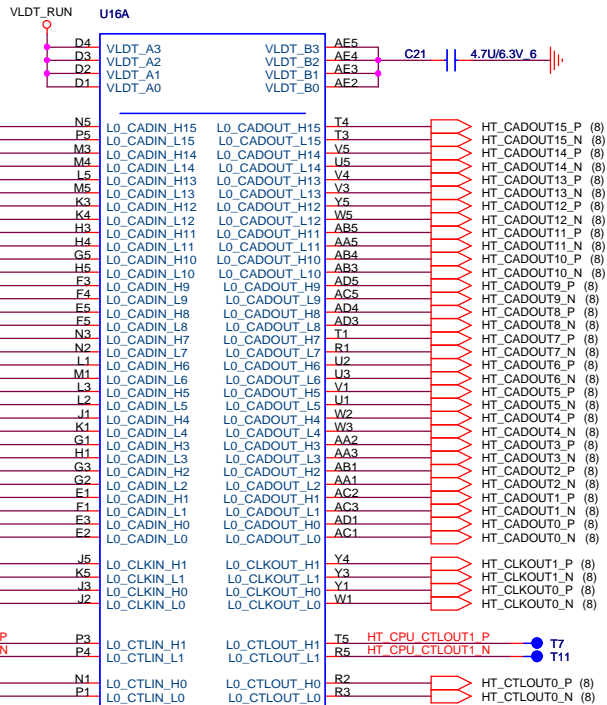 VLDT_RUN U16A
D4 VLDT_A3 VLDT_B3 AE5
D3 VLDT_A2 VLDT_B2 AE4 C21 4.7U/6.3V_6
D2 VLDT_A1 VLDT_B1 AE3
D1 VLDT_A0 VLDT_B0 AE2
N5 L0_CADIN_H15 L0_CADOUT_H15 T4 HT_CADOUT15_P (8)
P5 L0_CADIN_L15 L0_CADOUT_L15 T3 HT_CADOUT15_N (8)
M3 L0_CADIN_H14 L0_CADOUT_H14 V5 HT_CADOUT14_P (8)
M4 L0_CADIN_L14 L0_CADOUT_L14 U5 HT_CADOUT14_N (8)
L5 L0_CADIN_H13 L0_CADOUT_H13 V4 HT_CADOUT13_P (8)
M5 L0_CADIN_L13 L0_CADOUT_L13 V3 HT_CADOUT13_N (8)
K3 L0_CADIN_H12 L0_CADOUT_H12 Y5 HT_CADOUT12_P (8)
K4 L0_CADIN_L12 L0_CADOUT_L12 W5 HT_CADOUT12_N (8)
H3 L0_CADIN_H11 L0_CADOUT_H11 AB5 HT_CADOUT11_P (8)
H4 L0_CADIN_L11 L0_CADOUT_L11 AA5 HT_CADOUT11_N (8)
G5 L0_CADIN_H10 L0_CADOUT_H10 AB4 HT_CADOUT10_P (8)
H5 L0_CADIN_L10 L0_CADOUT_L10 AB3 HT_CADOUT10_N (8)
F3 L0_CADIN_H9 L0_CADOUT_H9 AD5 HT_CADOUT9_P (8)
F4 L0_CADIN_L9 L0_CADOUT_L9 AC5 HT_CADOUT9_N (8)
E5 L0_CADIN_H8 L0_CADOUT_H8 AD4 HT_CADOUT8_P (8)
F5 L0_CADIN_L8 L0_CADOUT_L8 AD3 HT_CADOUT8_N (8)
N3 L0_CADIN_H7 L0_CADOUT_H7 T1 HT_CADOUT7_P (8)
N2 L0_CADIN_L7 L0_CADOUT_L7 R1 HT_CADOUT7_N (8)
L1 L0_CADIN_H6 L0_CADOUT_H6 U2 HT_CADOUT6_P (8)
M1 L0_CADIN_L6 L0_CADOUT_L6 U3 HT_CADOUT6_N (8)
L3 L0_CADIN_H5 L0_CADOUT_H5 V1 HT_CADOUT5_P (8)
L2 L0_CADIN_L5 L0_CADOUT_L5 U1 HT_CADOUT5_N (8)
J1 L0_CADIN_H4 L0_CADOUT_H4 W2 HT_CADOUT4_P (8)
K1 L0_CADIN_L4 L0_CADOUT_L4 W3 HT_CADOUT4_N (8)
G1 L0_CADIN_H3 L0_CADOUT_H3 AA2 HT_CADOUT3_P (8)
H1 L0_CADIN_L3 L0_CADOUT_L3 AA3 HT_CADOUT3_N (8)
G3 L0_CADIN_H2 L0_CADOUT_H2 AB1 HT_CADOUT2_P (8)
G2 L0_CADIN_L2 L0_CADOUT_L2 AA1 HT_CADOUT2_N (8)
E1 L0_CADIN_H1 L0_CADOUT_H1 AC2 HT_CADOUT1_P (8)
F1 L0_CADIN_L1 L0_CADOUT_L1 AC3 HT_CADOUT1_N (8)
E3 L0_CADIN_H0 L0_CADOUT_H0 AD1 HT_CADOUT0_P (8)
E2 L0_CADIN_L0 L0_CADOUT_L0 AC1 HT_CADOUT0_N (8)
J5 L0_CLKIN_H1 L0_CLKOUT_H1 Y4 HT_CLKOUT1_P (8)
K5 L0_CLKIN_L1 L0_CLKOUT_L1 Y3 HT_CLKOUT1_N (8)
J3 L0_CLKIN_H0 L0_CLKOUT_H0 Y1 HT_CLKOUT0_P (8)
J2 L0_CLKIN_L0 L0_CLKOUT_L0 W1 HT_CLKOUT0_N (8)
P P3 L0_CTLIN_H1 L0_CTLOUT_H1 T5 HT_CPU_CTLOUT1_P T7
N P4 L0_CTLIN_L1 L0_CTLOUT_L1 R5 HT_CPU_CTLOUT1_N T11
N1 L0_CTLIN_H0 L0_CTLOUT_H0 R2 HT_CTLOUT0_P (8)
P1 L0_CTLIN_L0 L0_CTLOUT_L0 R3 HT_CTLOUT0_N (8)